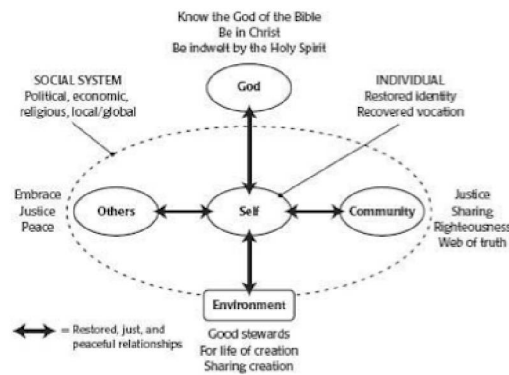 Know the God of the Bible
Be in Christ
Be indwelt by the Holy Spirit
SOCIAL SYSTEM
Political, economic,
religious, local/global
God
INDIVIDUAL
Restored identity
Recovered vocation
Embrace
Justice
Peace
Others
Self
Community
Justice
Sharing
Righteousness
Web of truth
Environment
= Restored, just, and
peaceful relationships
Good stewards
For life of creation
Sharing creation